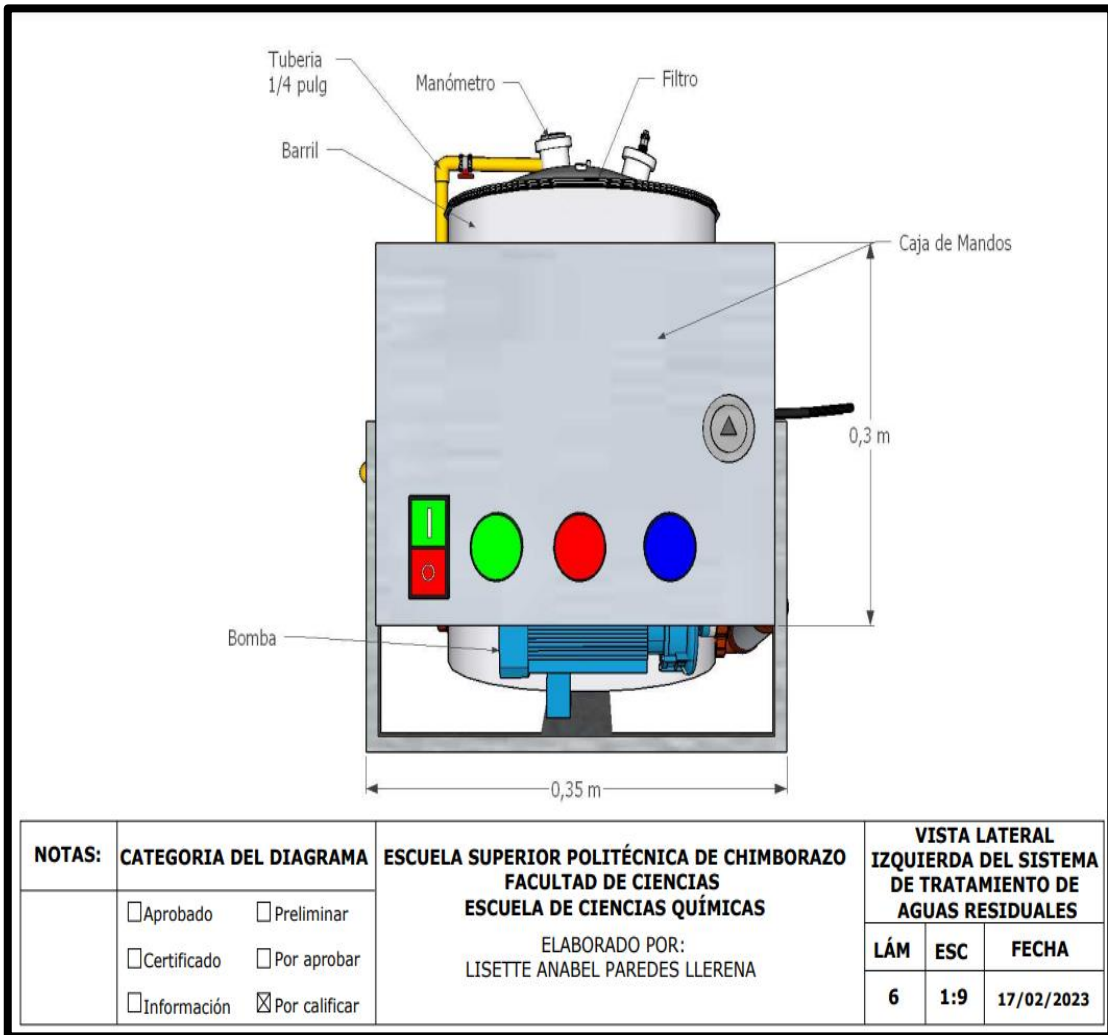 Tuberia
1/4 pulg
Manómetro
Filtro
Barril
Caja de Mandos
0,3 m
I
O
Bomba
0,35 m
NOTAS:
CATEGORIA DEL DIAGRAMA
☐Aprobado ☐Preliminar
☐Certificado ☐Por aprobar
☐Información ☒Por calificar
ESCUELA SUPERIOR POLITÉCNICA DE CHIMBORAZO
FACULTAD DE CIENCIAS
ESCUELA DE CIENCIAS QUÍMICAS
ELABORADO POR:
LISETTE ANABEL PAREDES LLERENA
VISTA LATERAL
IZQUIERDA DEL SISTEMA
DE TRATAMIENTO DE
AGUAS RESIDUALES
LÁM ESC FECHA
6 1:9 17/02/2023